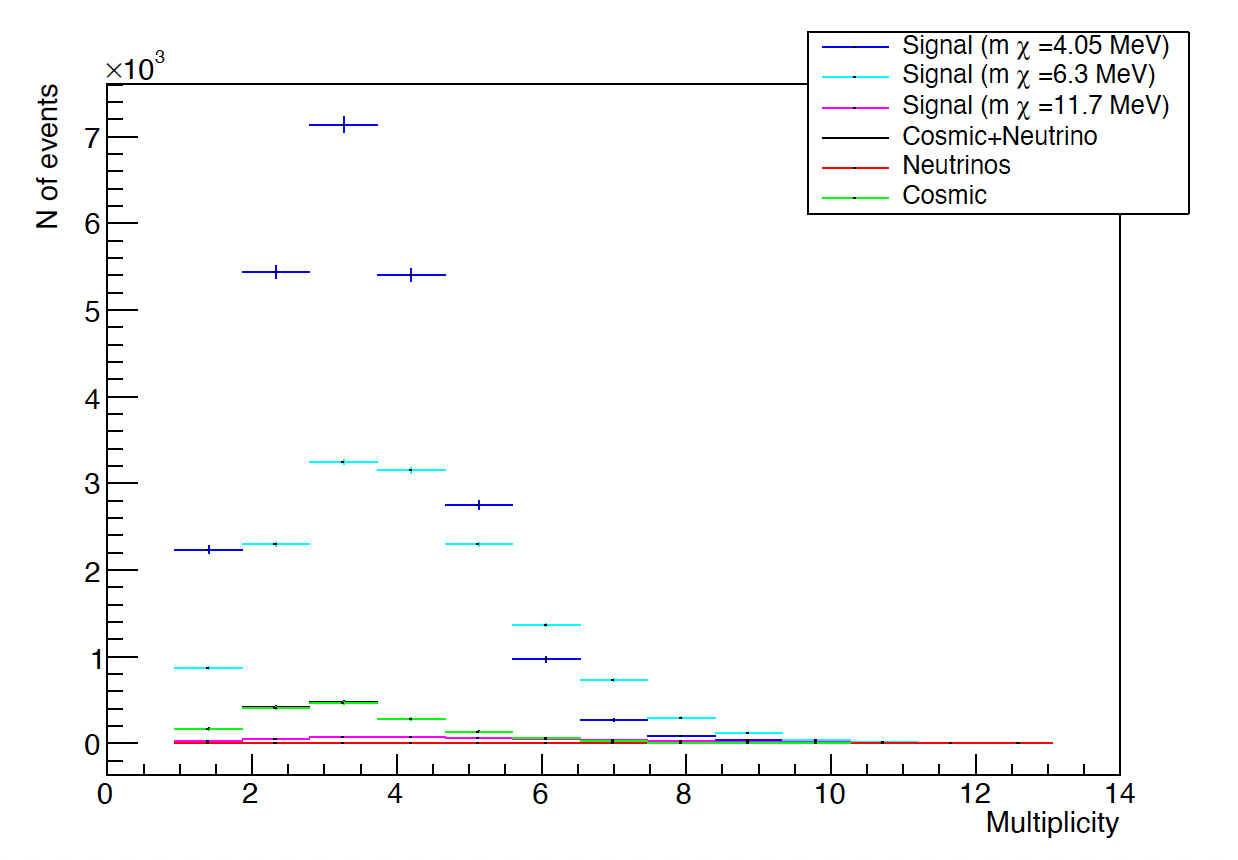 ×10³
N of events
7
6
5
4
3
2
1
0
Signal (m χ =4.05 MeV)
Signal (m χ =6.3 MeV)
Signal (m χ =11.7 MeV)
Cosmic+Neutrino
Neutrinos
Cosmic
0 2 4 6 8 10 12 14
Multiplicity